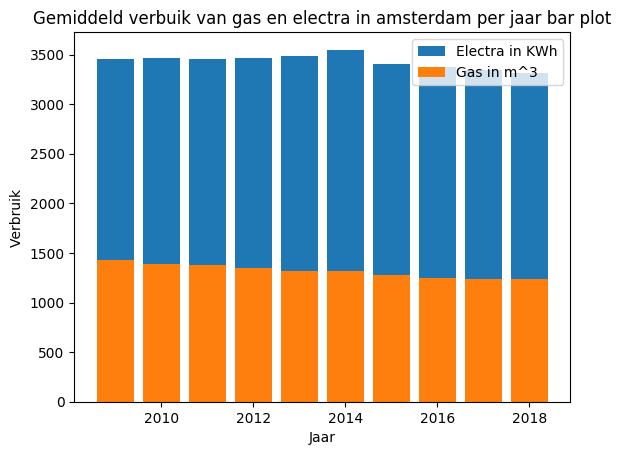 Gemiddeld verbuik van gas en electra in amsterdam per jaar bar plot
Electra in KWh
Gas in m^3
Verbruik
3500
3000
2500
2000
1500
1000
500
0
2010 2012 2014 2016 2018
Jaar